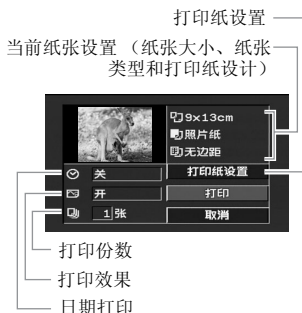 打印纸设置
当前纸张设置 （纸张大小、纸张
类型和打印纸设计）
9x13cm
照片纸
无边距
关
打印纸设置
开
打印
1 张
取消
打印份数
打印效果
日期打印